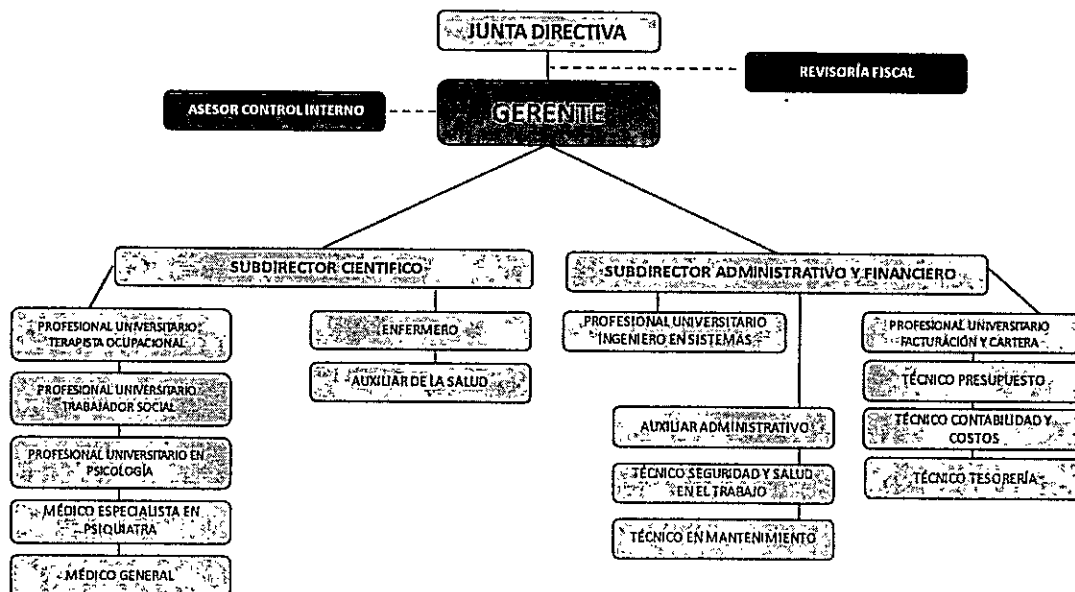 JUNTA DIRECTIVA
REVISORÍA FISCAL
ASESOR CONTROL INTERNO
GERENTE
SUBDIRECTOR CIENTIFICO
SUBDIRECTOR ADMINISTRATIVO Y FINANCIERO
PROFESIONAL UNIVERSITARIO
TERAPISTA OCUPACIONAL
ENFERMERO
PROFESIONAL UNIVERSITARIO
INGENIERO EN SISTEMAS
PROFESIONAL UNIVERSITARIO
FACTURACIÓN Y CARTERA
PROFESIONAL UNIVERSITARIO
TRABAJADOR SOCIAL
AUXILIAR DE LA SALUD
TÉCNICO PRESUPUESTO
PROFESIONAL UNIVERSITARIO EN
PSICOLOGÍA
AUXILIAR ADMINISTRATIVO
TÉCNICO CONTABILIDAD Y
COSTOS
MÉDICO ESPECIALISTA EN
PSIQUIATRA
TÉCNICO SEGURIDAD Y SALUD
EN EL TRABAJO
TÉCNICO TESORERÍA
MÉDICO GENERAL
TÉCNICO EN MANTENIMIENTO